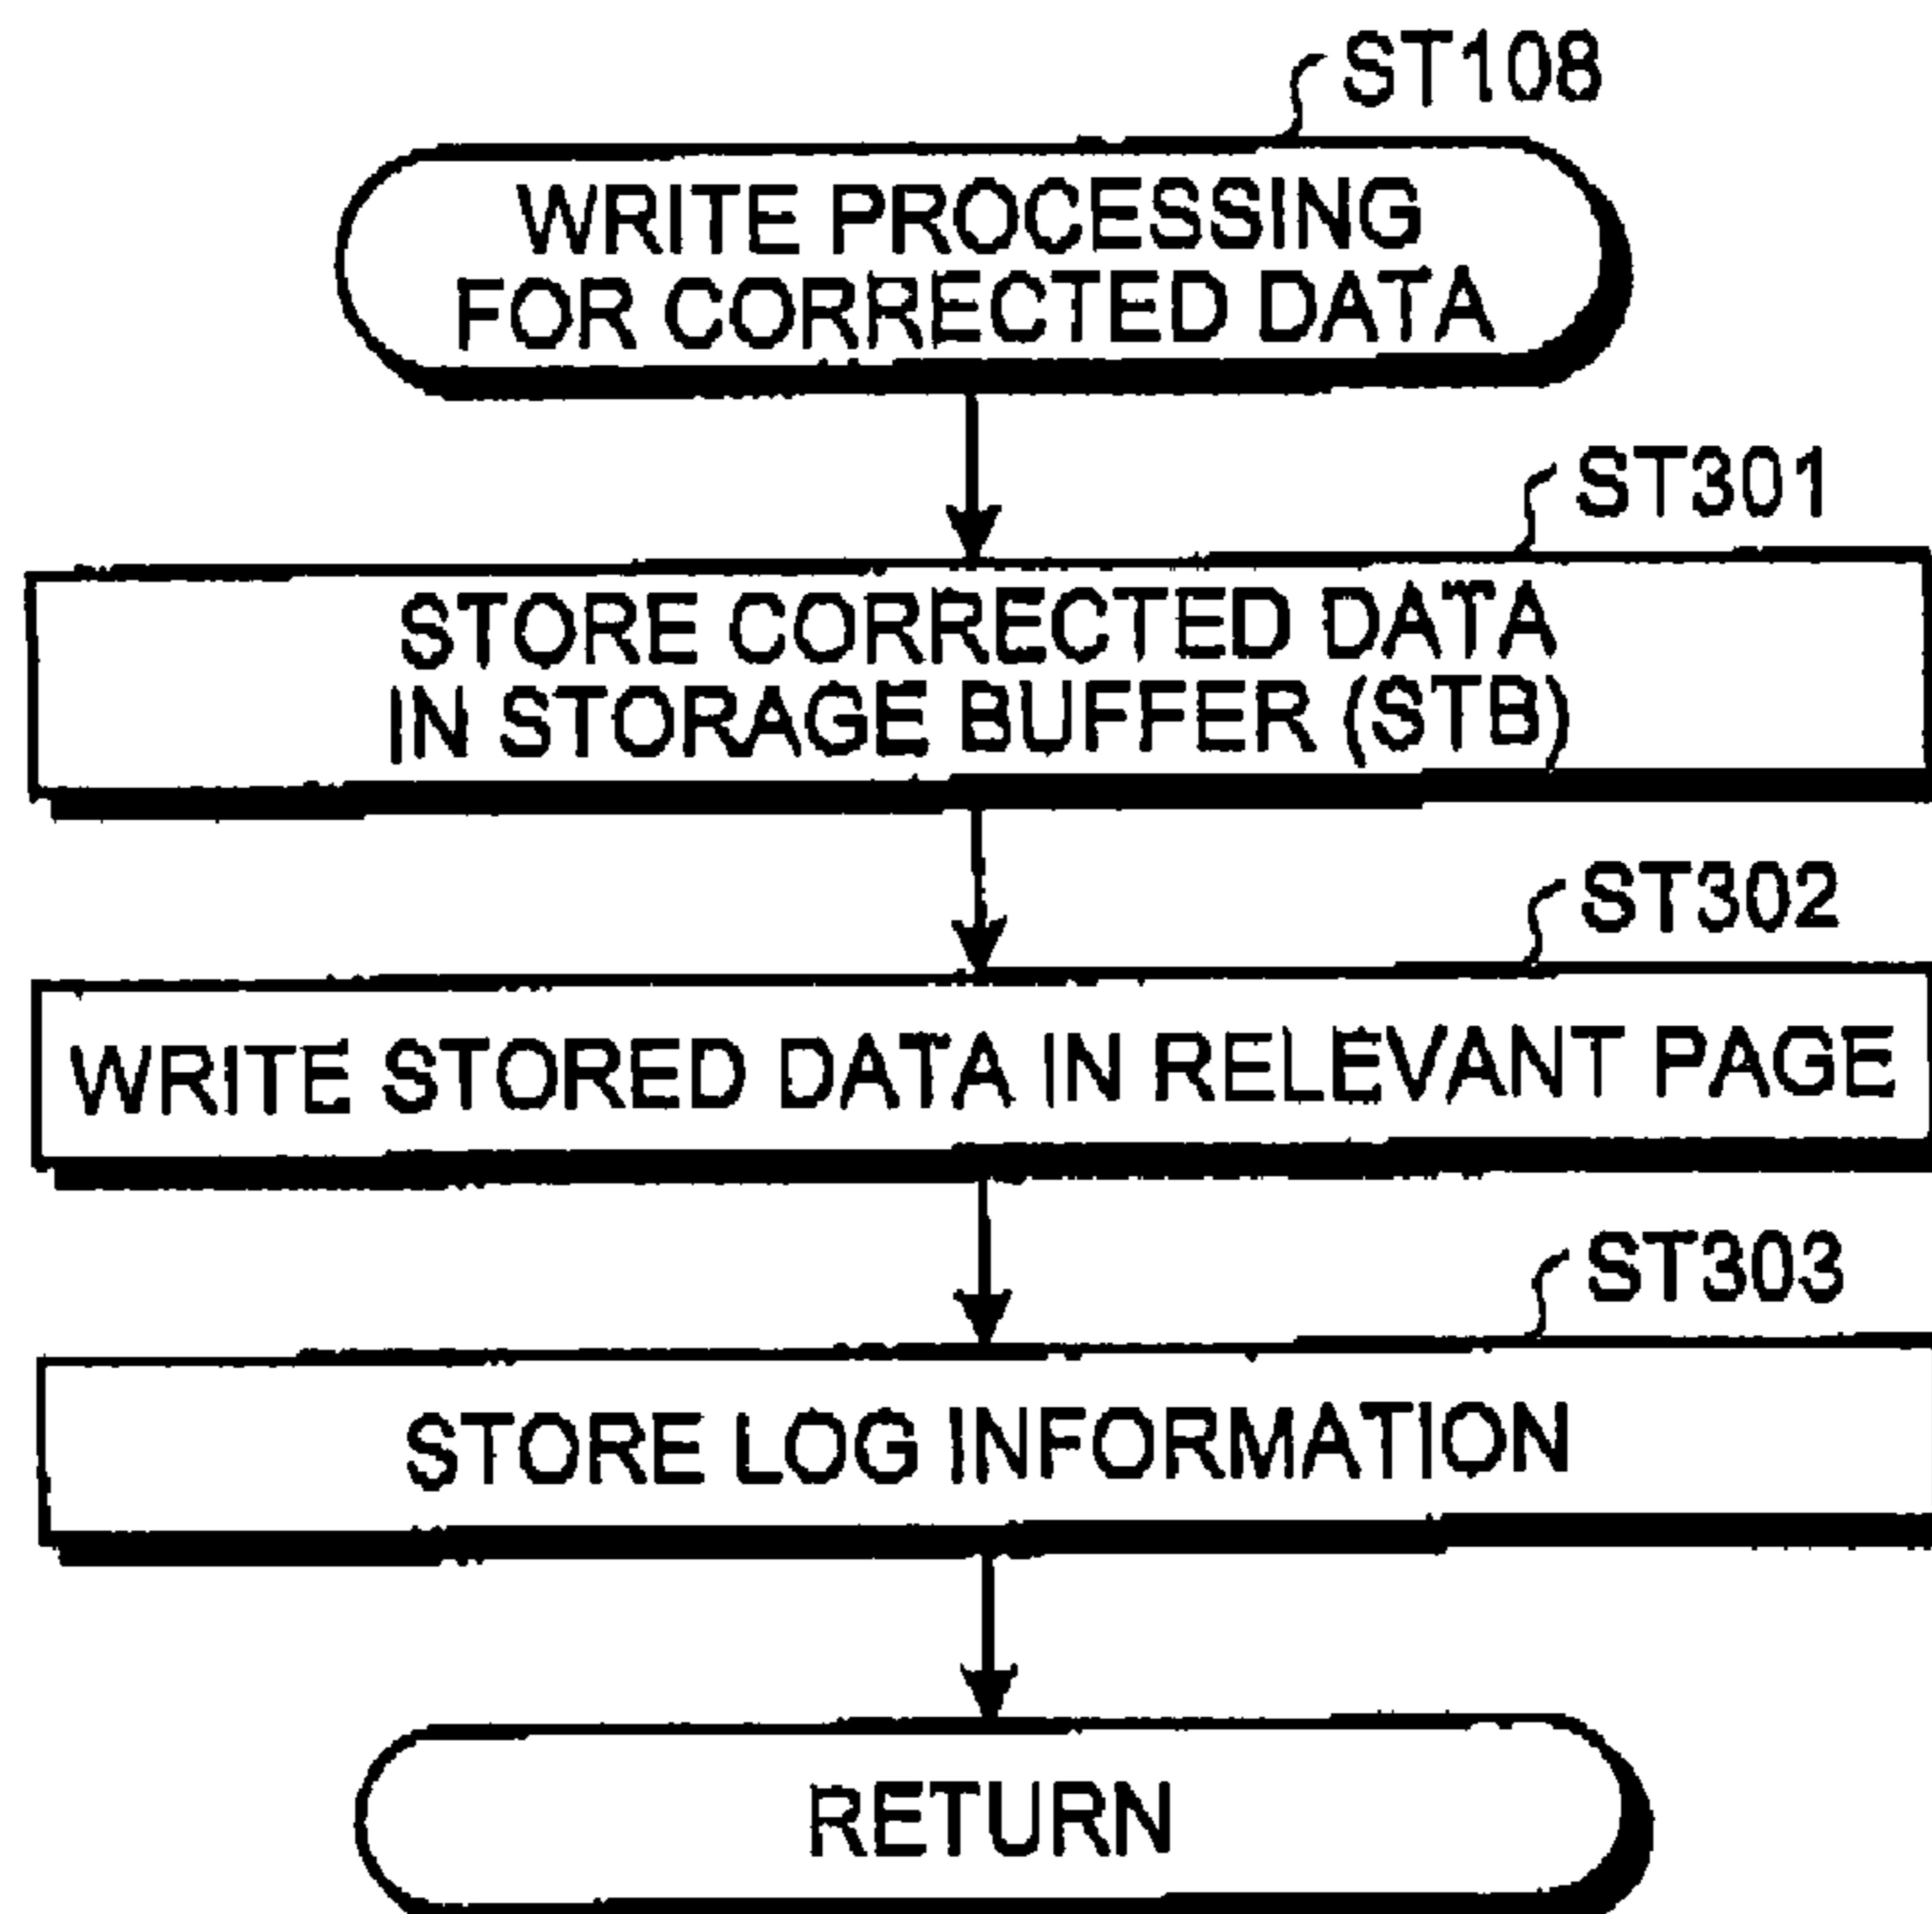 ST108
WRITE PROCESSING
FOR CORRECTED DATA
ST301
STORE CORRECTED DATA
IN STORAGE BUFFER (STB)
ST302
WRITE STORED DATA IN RELEVANT PAGE
ST303
STORE LOG INFORMATION
RETURN